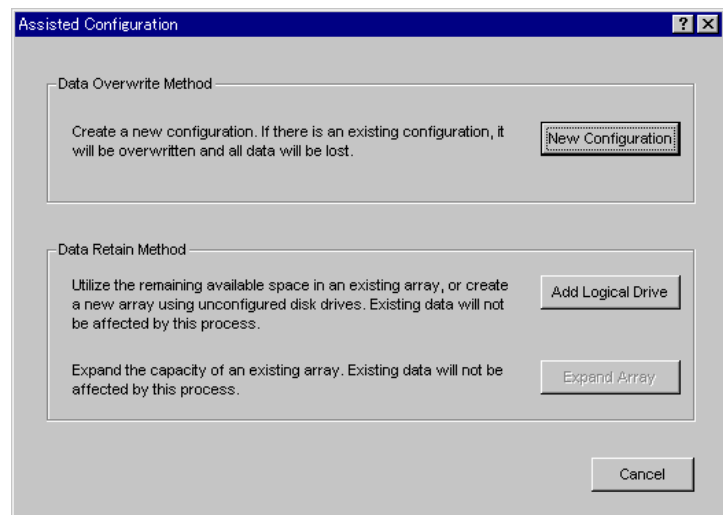 Assisted Configuration
Data Overwrite Method
Create a new configuration. If there is an existing configuration, it
will be overwritten and all data will be lost.
New Configuration
Data Retain Method
Utilize the remaining available space in an existing array, or create
a new array using unconfigured disk drives. Existing data will not
be affected by this process.
Add Logical Drive
Expand the capacity of an existing array. Existing data will not be
affected by this process.
Expand Array
Cancel